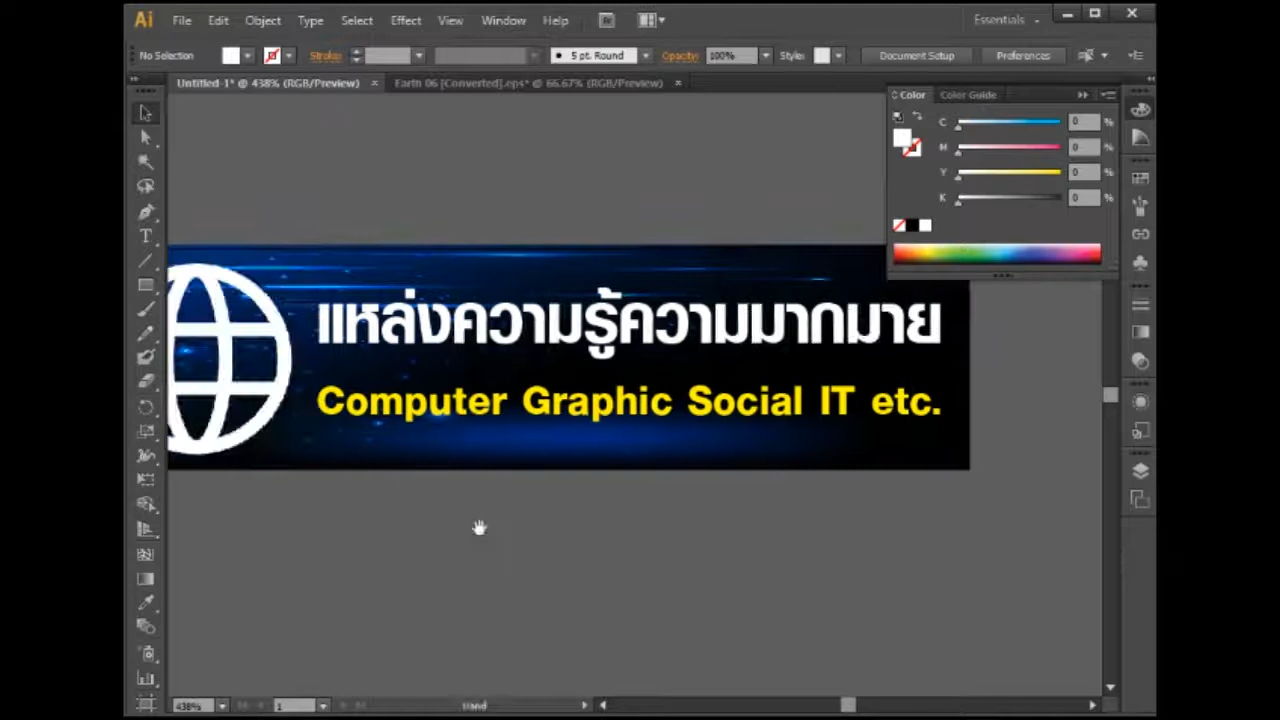 Ai File Edit Object Type Select Effect View Window Help Br Essentials
No Selection Stroke: 5 pt. Round Opacity: 100% Style: Document Setup Preferences
Untitled-1* @ 438% (RGB/Preview) Earth 06 [Converted].eps* @ 66.67% (RGB/Preview)
Color Color Guide
C 0 %
M 0 %
Y 0 %
K 0 %
แหล่งความรู้ความมากมาย
Computer Graphic Social IT etc.
438% 1 Hand